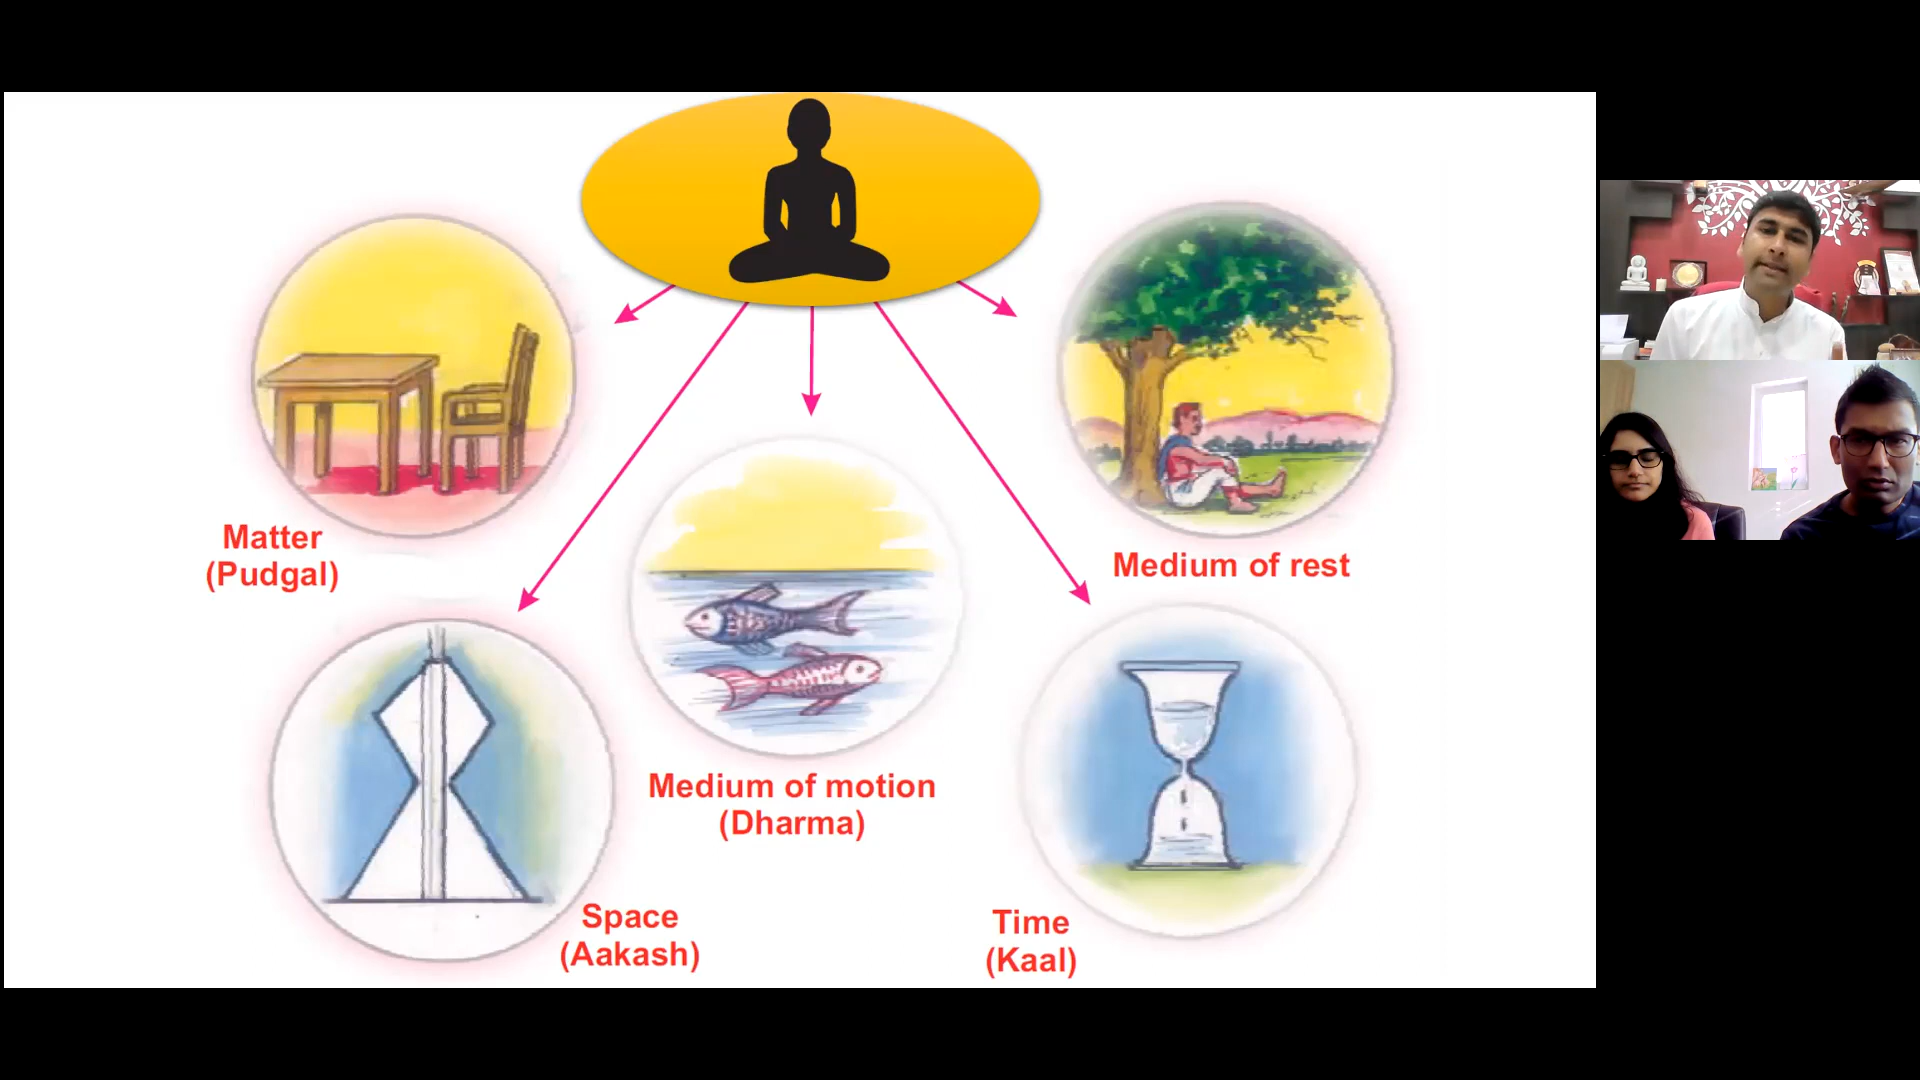 Matter
(Pudgal)
Medium of rest
Medium of motion
(Dharma)
Space
(Aakash)
Time
(Kaal)